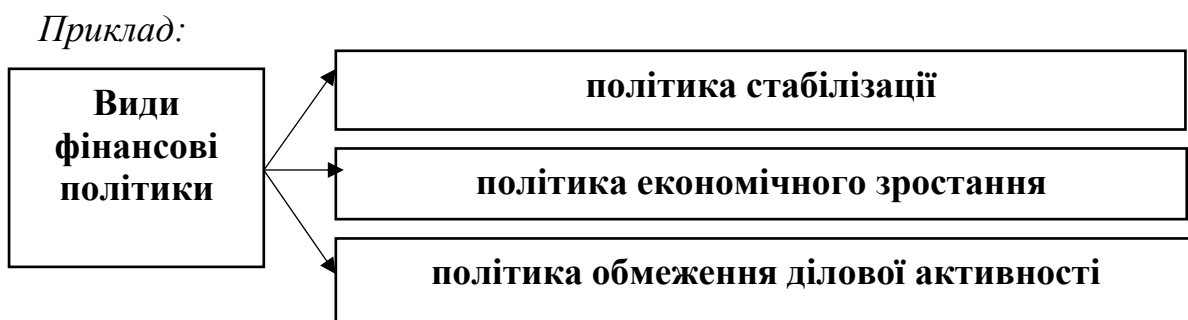 Приклад:
Види
фінансові
політики
політика стабілізації
політика економічного зростання
політика обмеження ділової активності